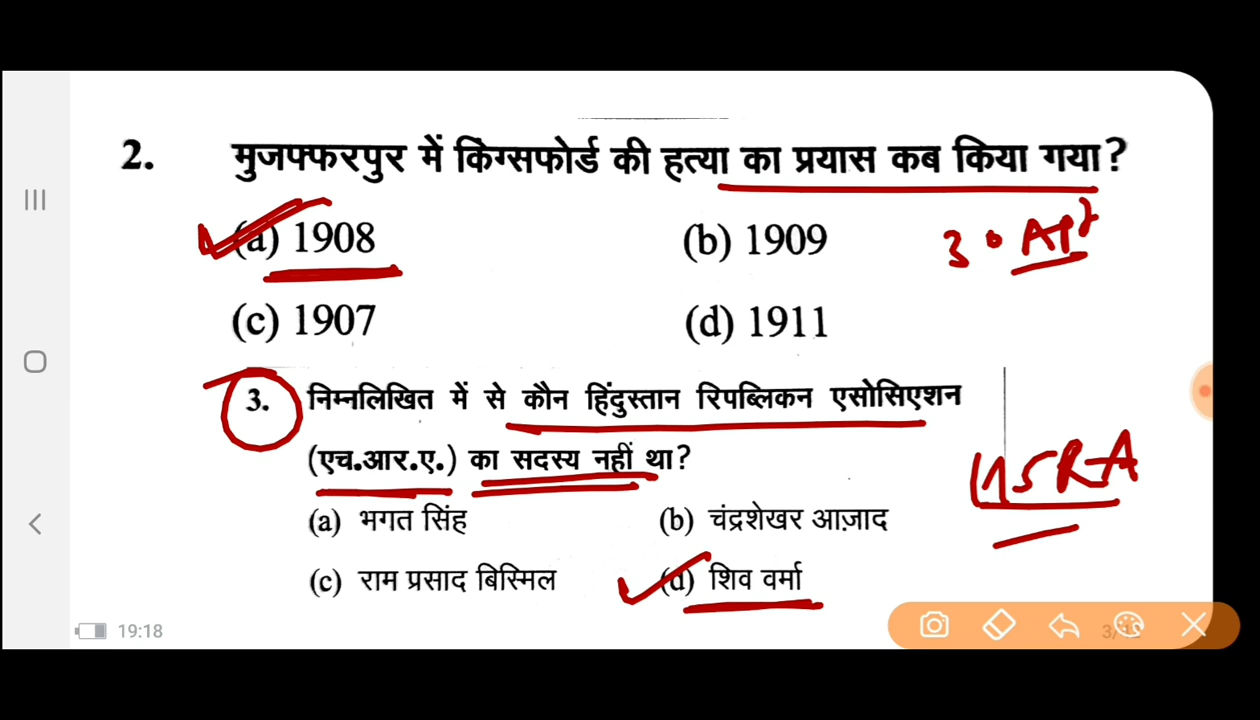 2. मुजफ्फरपुर में किंग्सफोर्ड की हत्या का प्रयास कब किया गया?
(a) 1908 (b) 1909
30 Apr
(c) 1907 (d) 1911
3. निम्नलिखित में से कौन हिंदुस्तान रिपब्लिकन एसोसिएशन
(एच.आर.ए.) का सदस्य नहीं था?
HSRA
(a) भगत सिंह (b) चंद्रशेखर आज़ाद
(c) राम प्रसाद बिस्मिल (d) शिव वर्मा
19:18